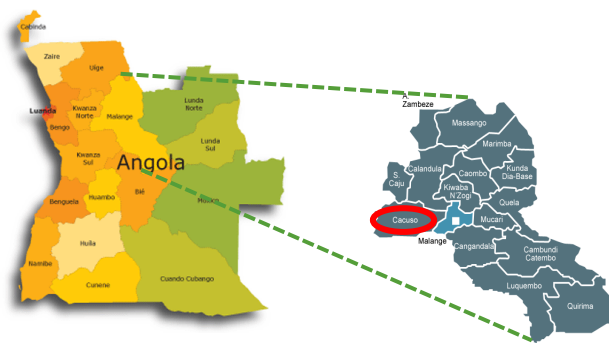 Cabinda
Zaire
Uíge
Luanda
Bengo
Kwanza
Norte
Malange
Lunda
Norte
Lunda
Sul
Kwanza
Sul
Angola
Benguela
Huambo
Bié
Moxico
Huíla
Namibe
Cunene
Cuando Cubango
A.
Zambeze
Massango
Marimba
S.
Caju
Calandula
Caombo
Kunda
Dia-Base
Kiwaba
N'Zogi
Quela
Cacuso
Mucari
Malange
Cangandala
Cambundi
Catembo
Luquembo
Quirima